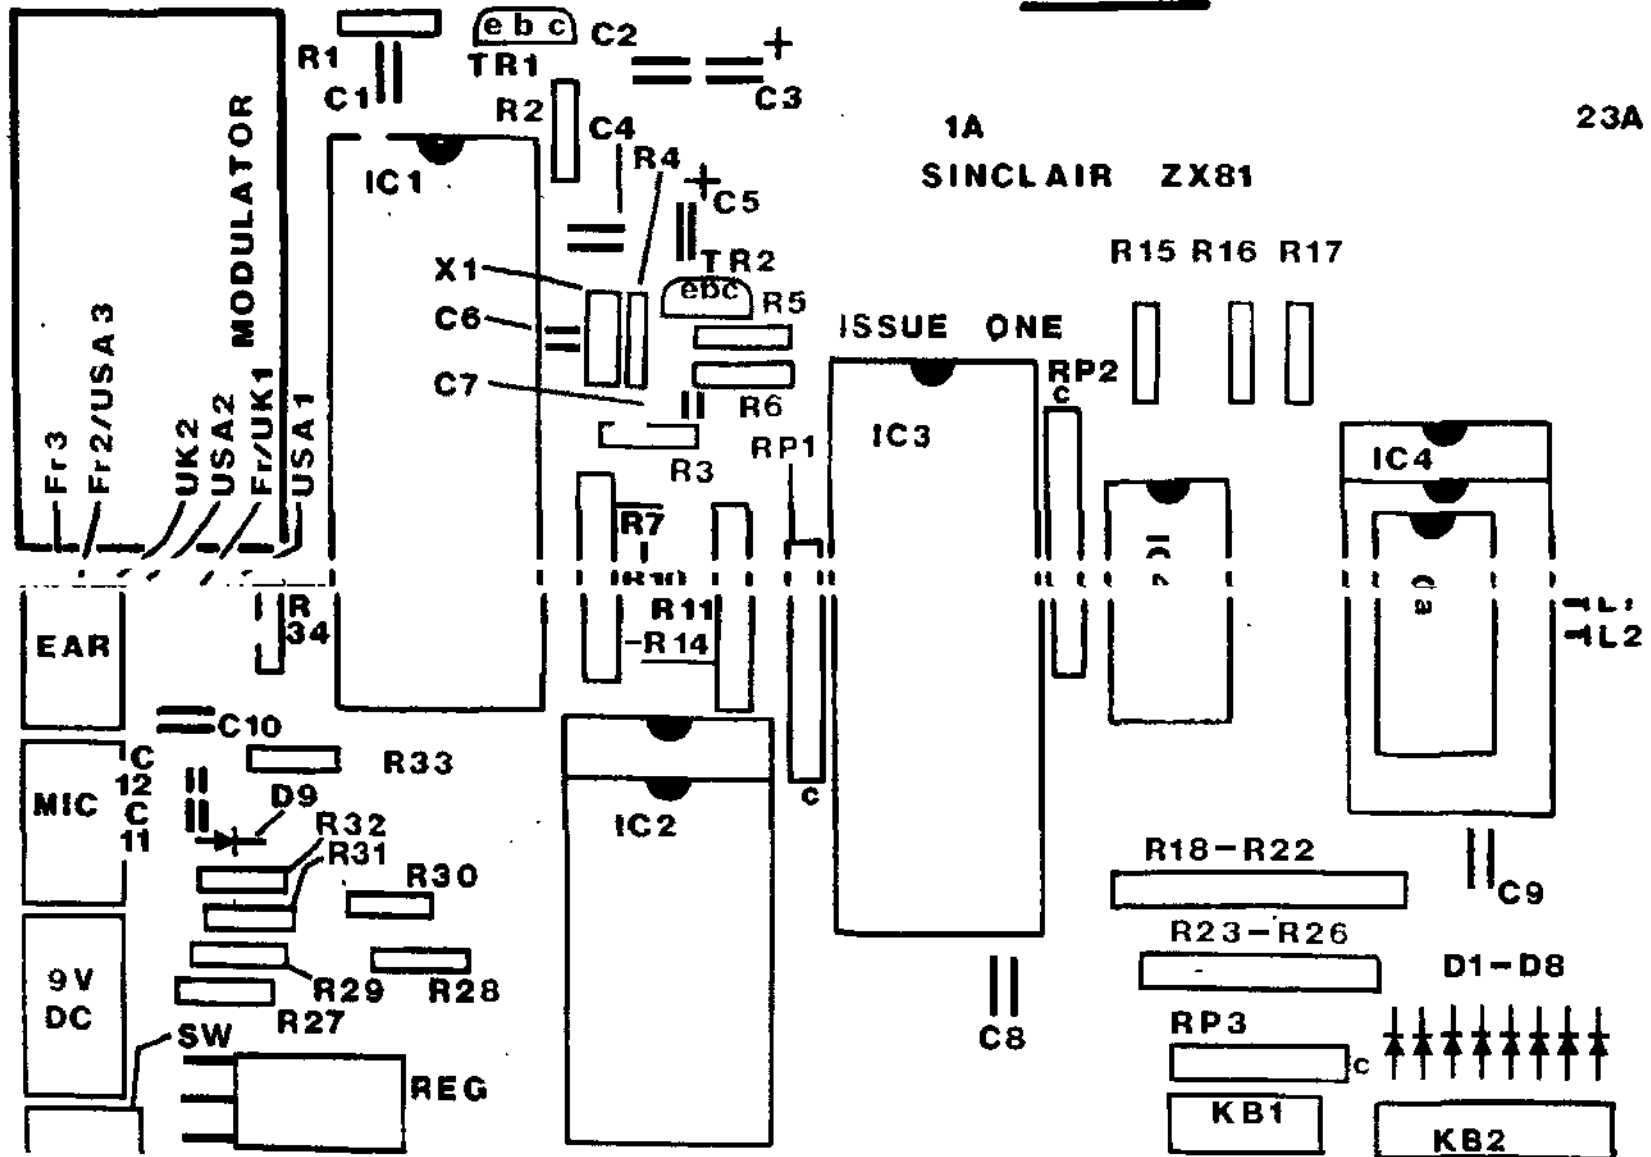 e b c
C2
+
R1
TR1
C1
C3
R2
C4
1A
23A
R4
IC1
SINCLAIR ZX81
+
C5
MODULATOR
R15 R16 R17
TR2
X1
ebc
R5
C6
ISSUE ONE
RP2
C7
c
R6
Fr3
Fr2/USA3
UK2
USA2
Fr/UK1
USA1
RP1
IC3
IC4
R3
R7
R10
R
34
R11
L2
EAR
R14
C10
C
12
R33
MIC
C
11
D9
c
R32
IC2
R31
R18-R22
R30
C9
R23-R26
9V
DC
R29
R28
D1-D8
R27
SW
C8
RP3
c
REG
KB1
KB2